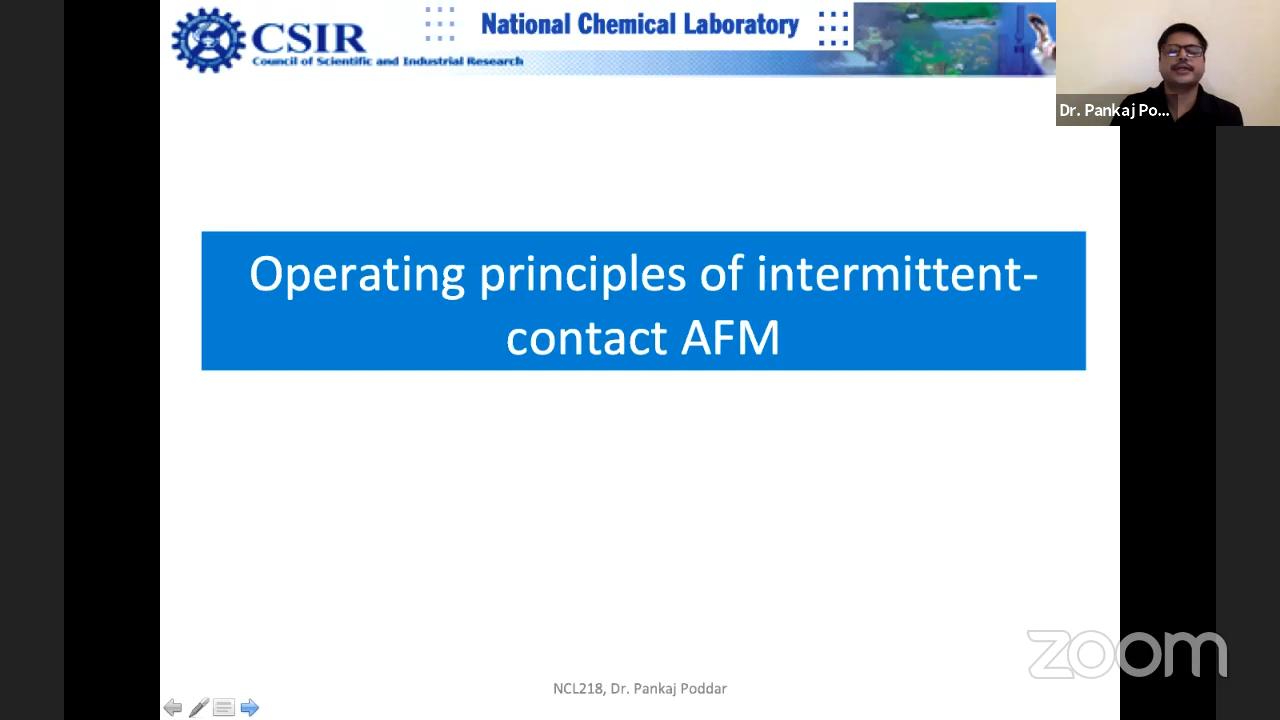 CSIR
Council of Scientific and Industrial Research
National Chemical Laboratory
Dr. Pankaj Po...
Operating principles of intermittent-
contact AFM
zoom
NCL218, Dr. Pankaj Poddar